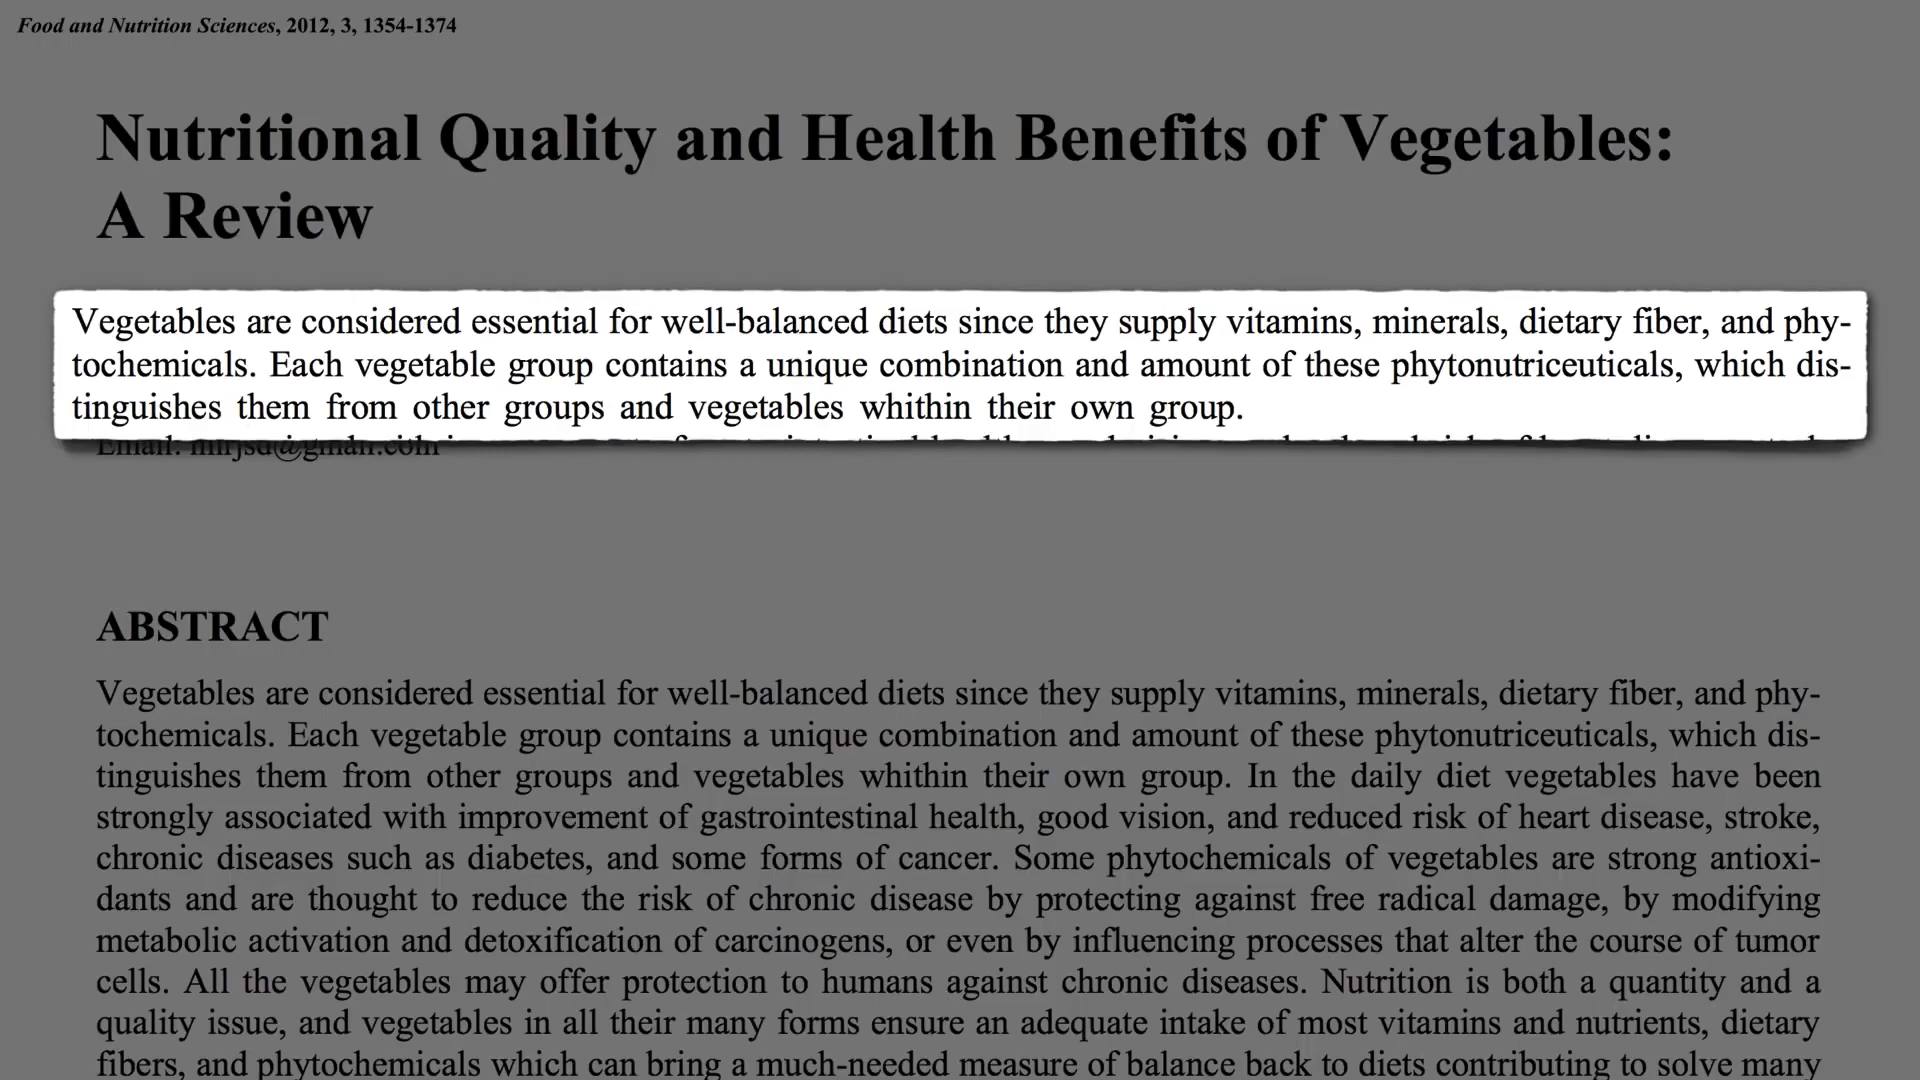 Food and Nutrition Sciences, 2012, 3, 1354-1374
Nutritional Quality and Health Benefits of Vegetables:
A Review
Vegetables are considered essential for well-balanced diets since they supply vitamins, minerals, dietary fiber, and phy-
tochemicals. Each vegetable group contains a unique combination and amount of these phytonutriceuticals, which dis-
tinguishes them from other groups and vegetables whithin their own group.
ABSTRACT
Vegetables are considered essential for well-balanced diets since they supply vitamins, minerals, dietary fiber, and phy-
tochemicals. Each vegetable group contains a unique combination and amount of these phytonutriceuticals, which dis-
tinguishes them from other groups and vegetables whithin their own group. In the daily diet vegetables have been
strongly associated with improvement of gastrointestinal health, good vision, and reduced risk of heart disease, stroke,
chronic diseases such as diabetes, and some forms of cancer. Some phytochemicals of vegetables are strong antioxi-
dants and are thought to reduce the risk of chronic disease by protecting against free radical damage, by modifying
metabolic activation and detoxification of carcinogens, or even by influencing processes that alter the course of tumor
cells. All the vegetables may offer protection to humans against chronic diseases. Nutrition is both a quantity and a
quality issue, and vegetables in all their many forms ensure an adequate intake of most vitamins and nutrients, dietary
fibers, and phytochemicals which can bring a much-needed measure of balance back to diets contributing to solve many